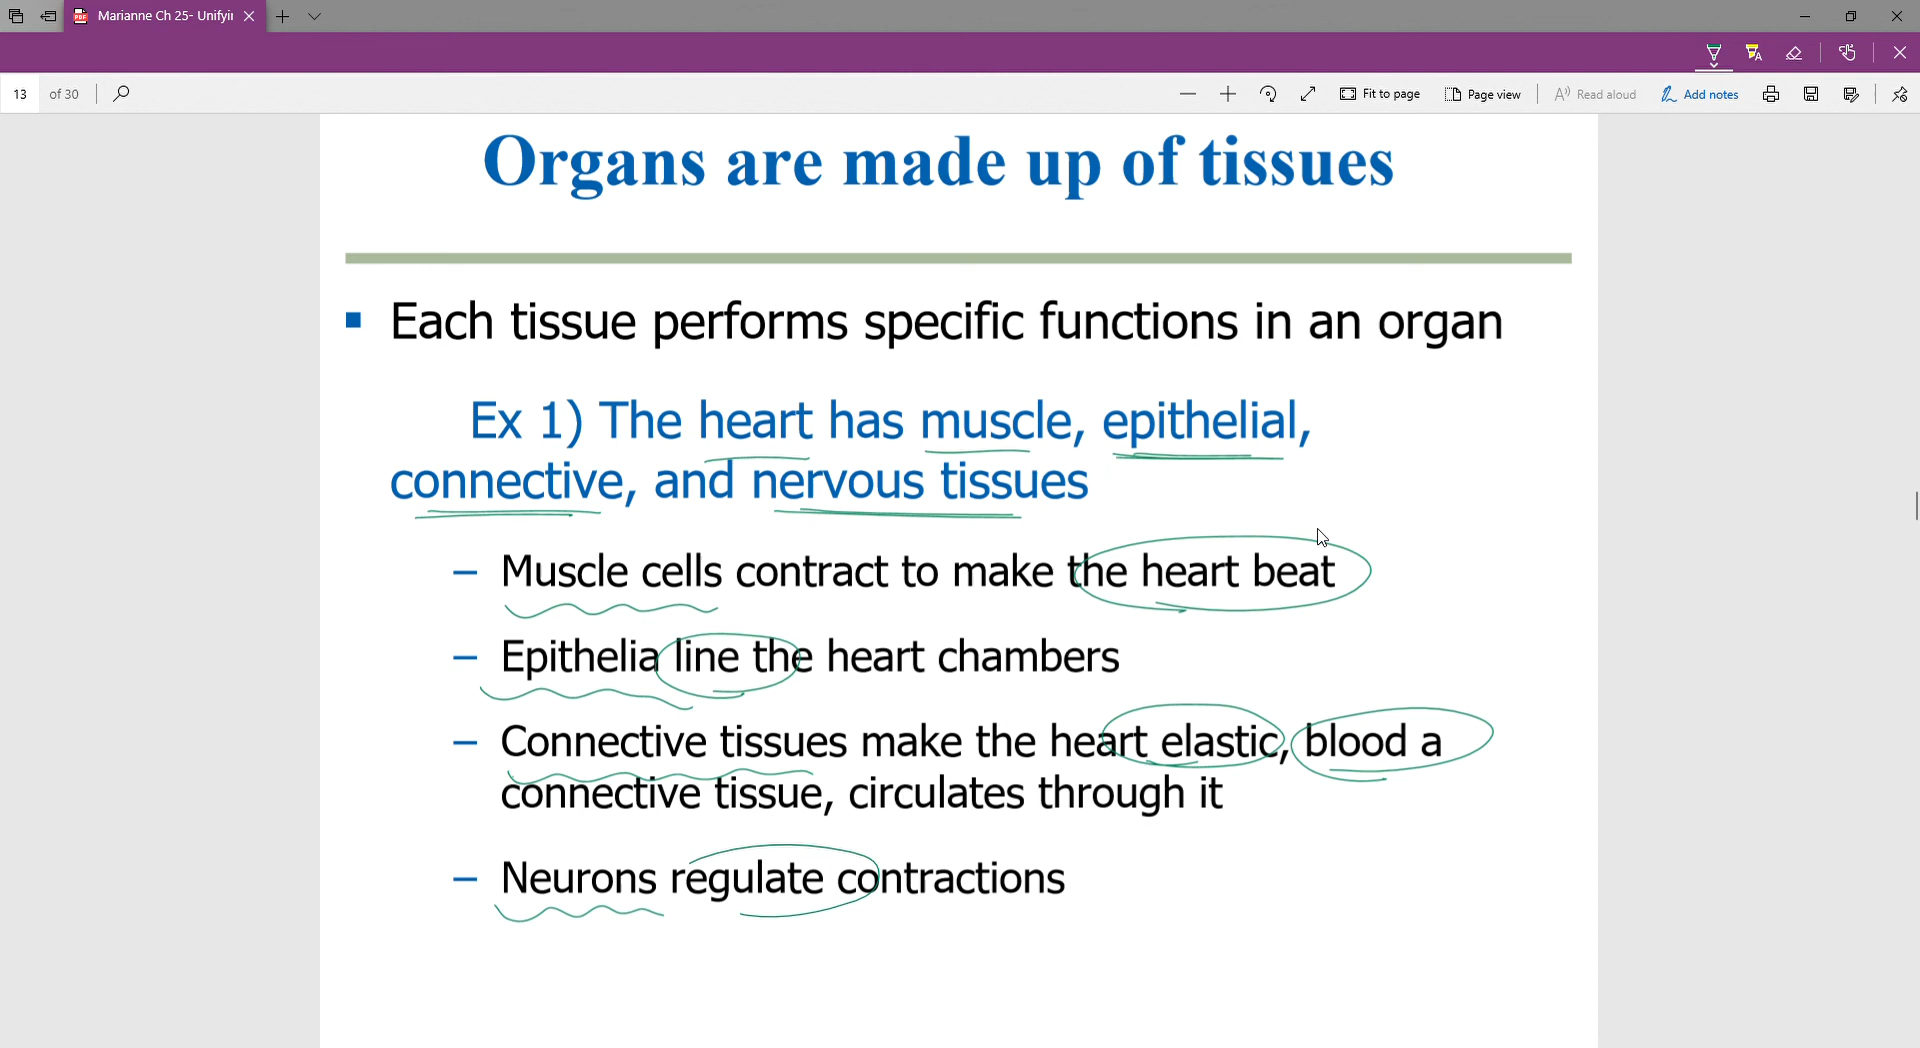 Marianne Ch 25- Unifyi
13 of 30
Fit to page
Page view
Read aloud
Add notes
Organs are made up of tissues
Each tissue performs specific functions in an organ
Ex 1) The heart has muscle, epithelial,
connective, and nervous tissues
– Muscle cells contract to make the heart beat
– Epithelia line the heart chambers
– Connective tissues make the heart elastic, blood a
connective tissue, circulates through it
– Neurons regulate contractions